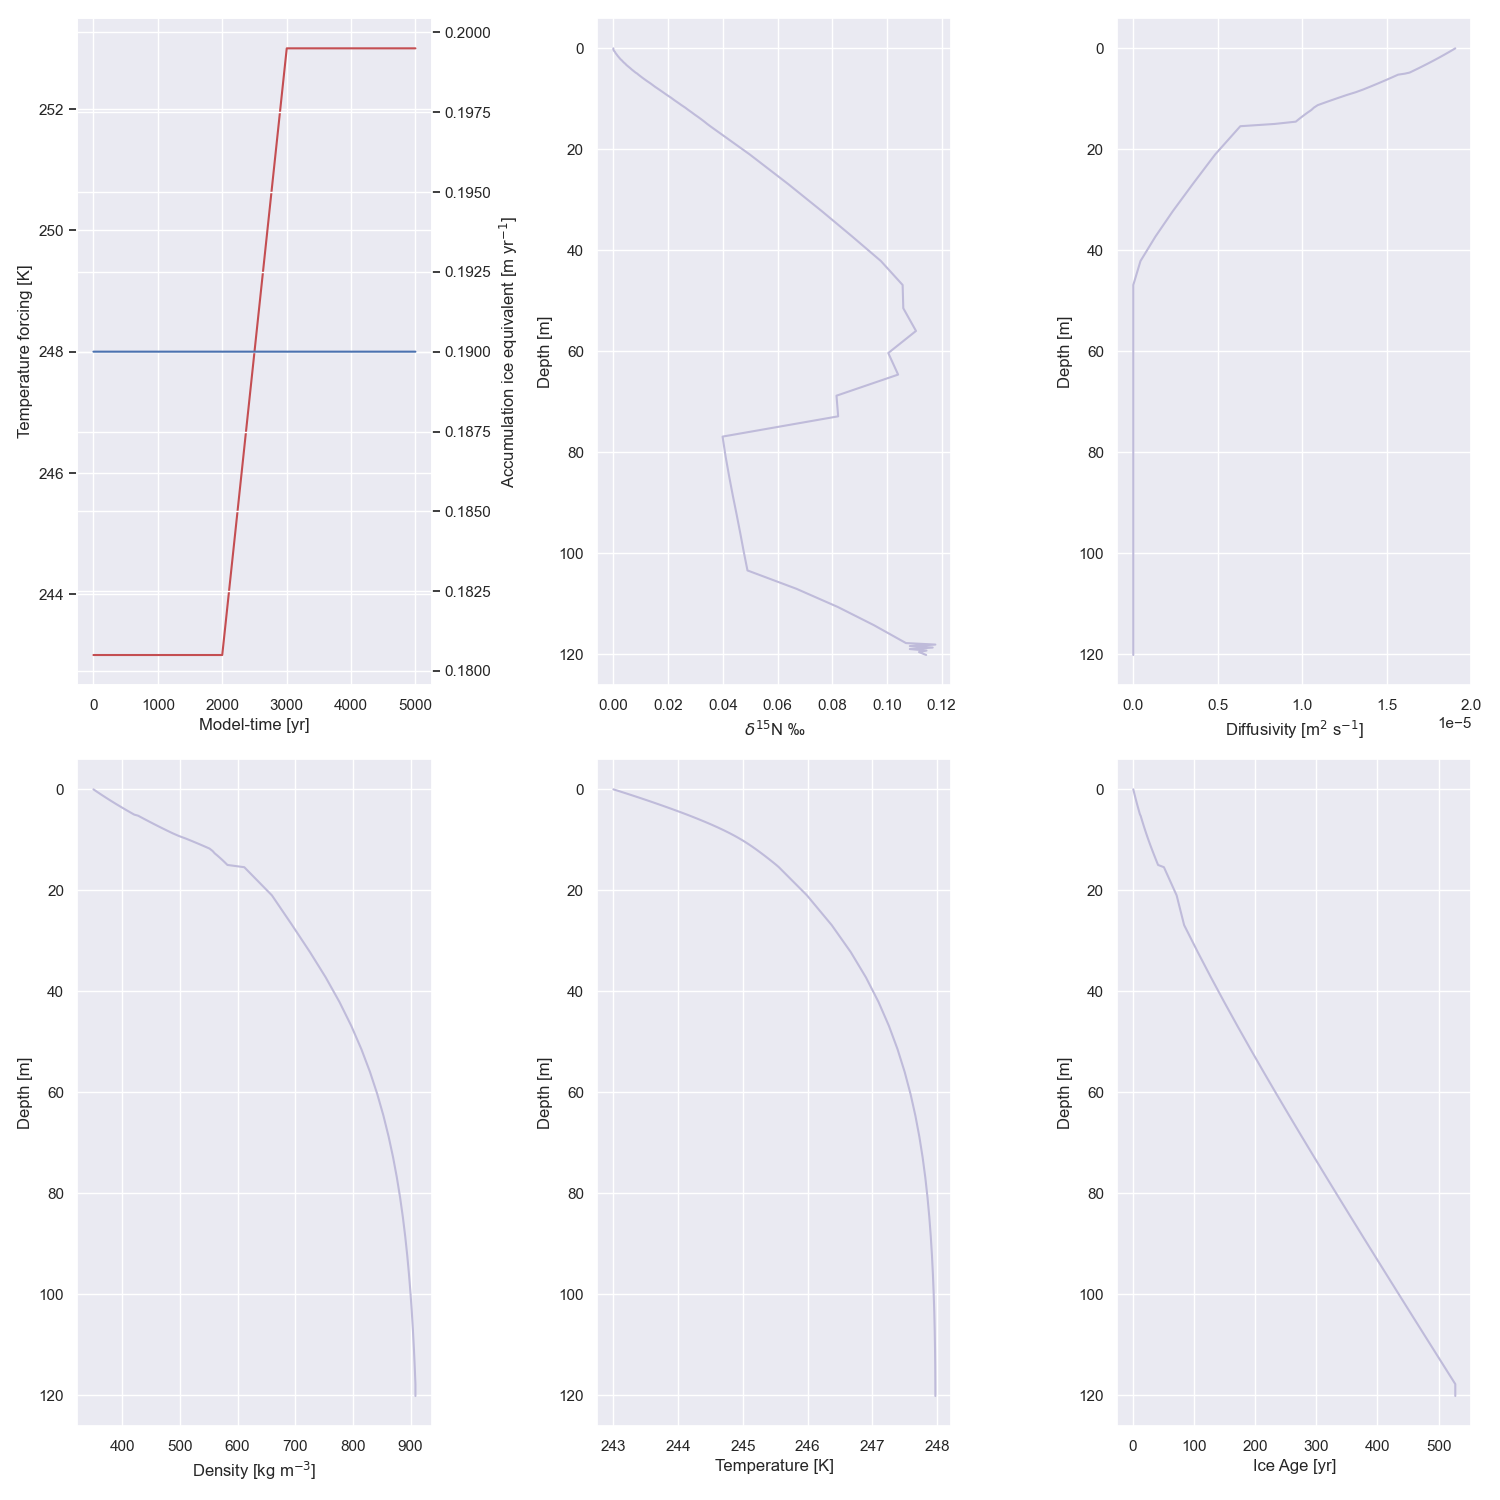 252
250
248
246
244
Temperature forcing [K]
0 1000 2000 3000 4000 5000
Model-time [yr]
0.2000
0.1975
0.1950
0.1925
0.1900
0.1875
0.1850
0.1825
0.1800
Accumulation ice equivalent [m yr⁻¹]
0
20
40
60
80
100
120
Depth [m]
0.00 0.02 0.04 0.06 0.08 0.10 0.12
δ¹⁵N ‰
0
20
40
60
80
100
120
Depth [m]
0.0 0.5 1.0 1.5 2.0
1e−5
Diffusivity [m² s⁻¹]
0
20
40
60
80
100
120
Depth [m]
400 500 600 700 800 900
Density [kg m⁻³]
0
20
40
60
80
100
120
Depth [m]
243 244 245 246 247 248
Temperature [K]
0
20
40
60
80
100
120
Depth [m]
0 100 200 300 400 500
Ice Age [yr]